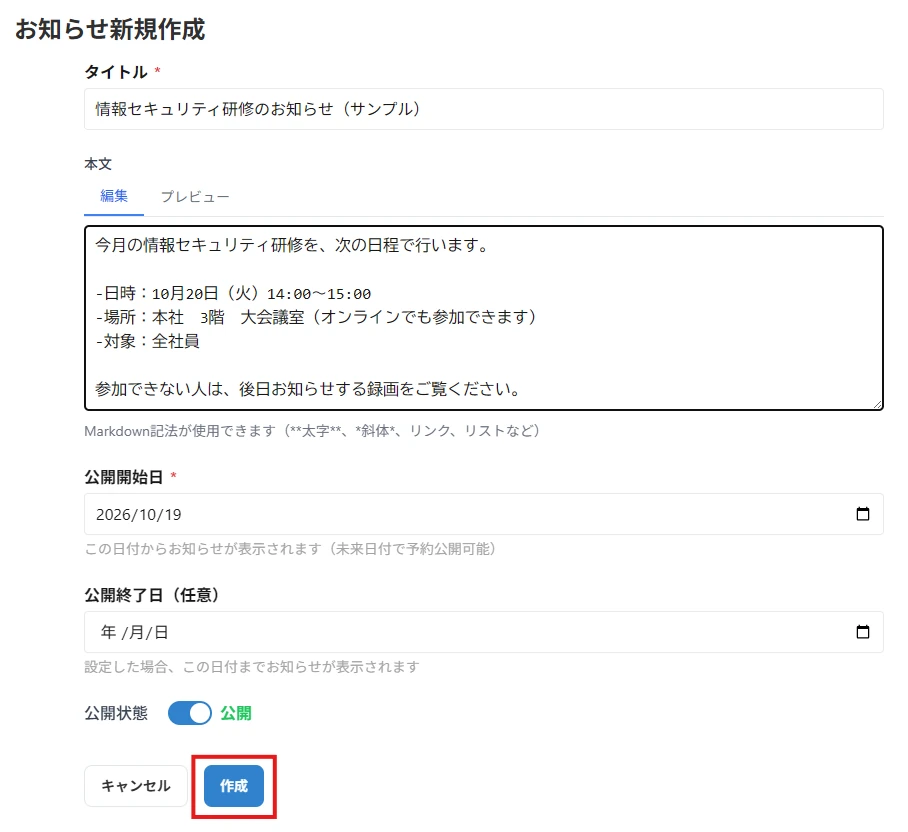 お知らせ新規作成
タイトル *
情報セキュリティ研修のお知らせ（サンプル）
本文
編集 プレビュー
今月の情報セキュリティ研修を、次の日程で行います。
-日時：10月20日（火）14:00～15:00
-場所：本社　3階　大会議室（オンラインでも参加できます）
-対象：全社員
参加できない人は、後日お知らせする録画をご覧ください。
Markdown記法が使用できます（**太字**、*斜体*、リンク、リストなど）
公開開始日 *
2026/10/19
この日付からお知らせが表示されます（未来日付で予約公開可能）
公開終了日（任意）
年 /月/日
設定した場合、この日付までお知らせが表示されます
公開状態 公開
キャンセル 作成